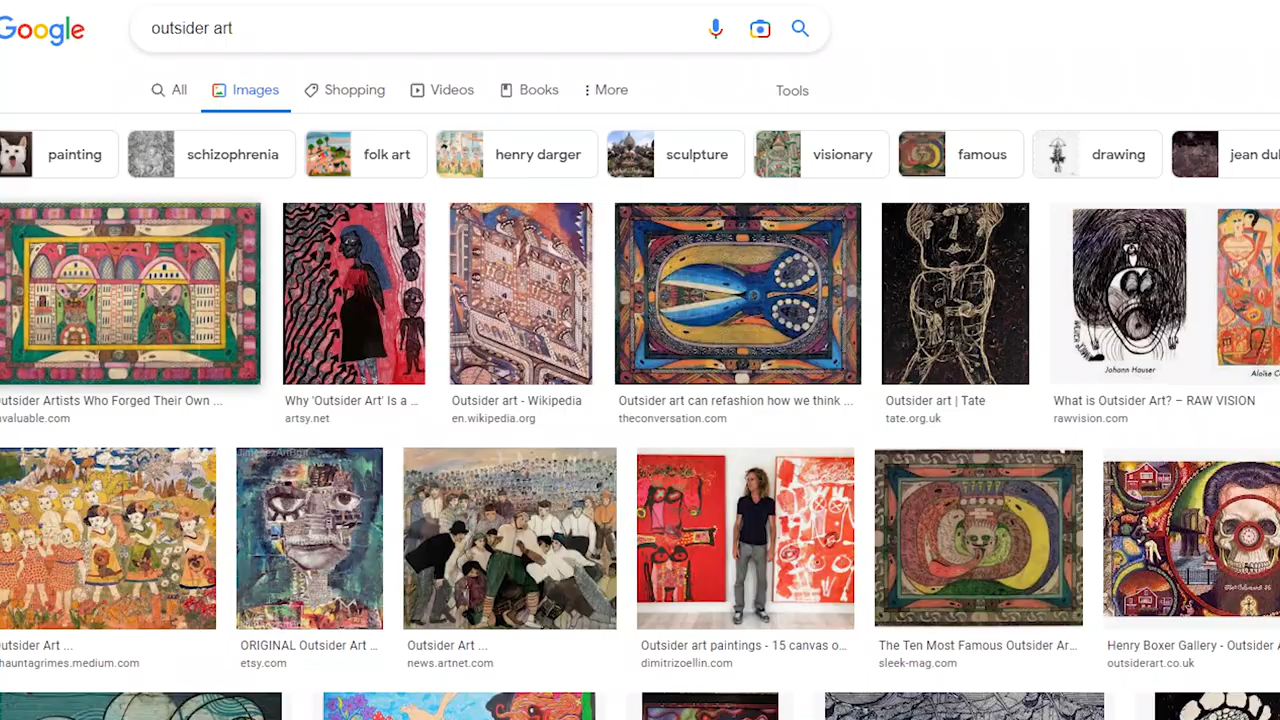 Google
outsider art
All
Images
Shopping
Videos
Books
More
Tools
painting
schizophrenia
folk art
henry darger
sculpture
visionary
famous
drawing
jean du
utsider Artists Who Forged Their Own ...
nvaluable.com
Why 'Outsider Art' Is a ...
artsy.net
Outsider art - Wikipedia
en.wikipedia.org
Outsider art can refashion how we think ...
theconversation.com
Outsider art | Tate
tate.org.uk
Johann Hauser
Aloïse C
What is Outsider Art? – RAW VISION
rawvision.com
utsider Art ...
hauntagrimes.medium.com
ORIGINAL Outsider Art ...
etsy.com
Outsider Art ...
news.artnet.com
Outsider art paintings - 15 canvas o...
dimitrizoellin.com
The Ten Most Famous Outsider Ar...
sleek-mag.com
Henry Boxer Gallery - Outsider A
outsiderart.co.uk